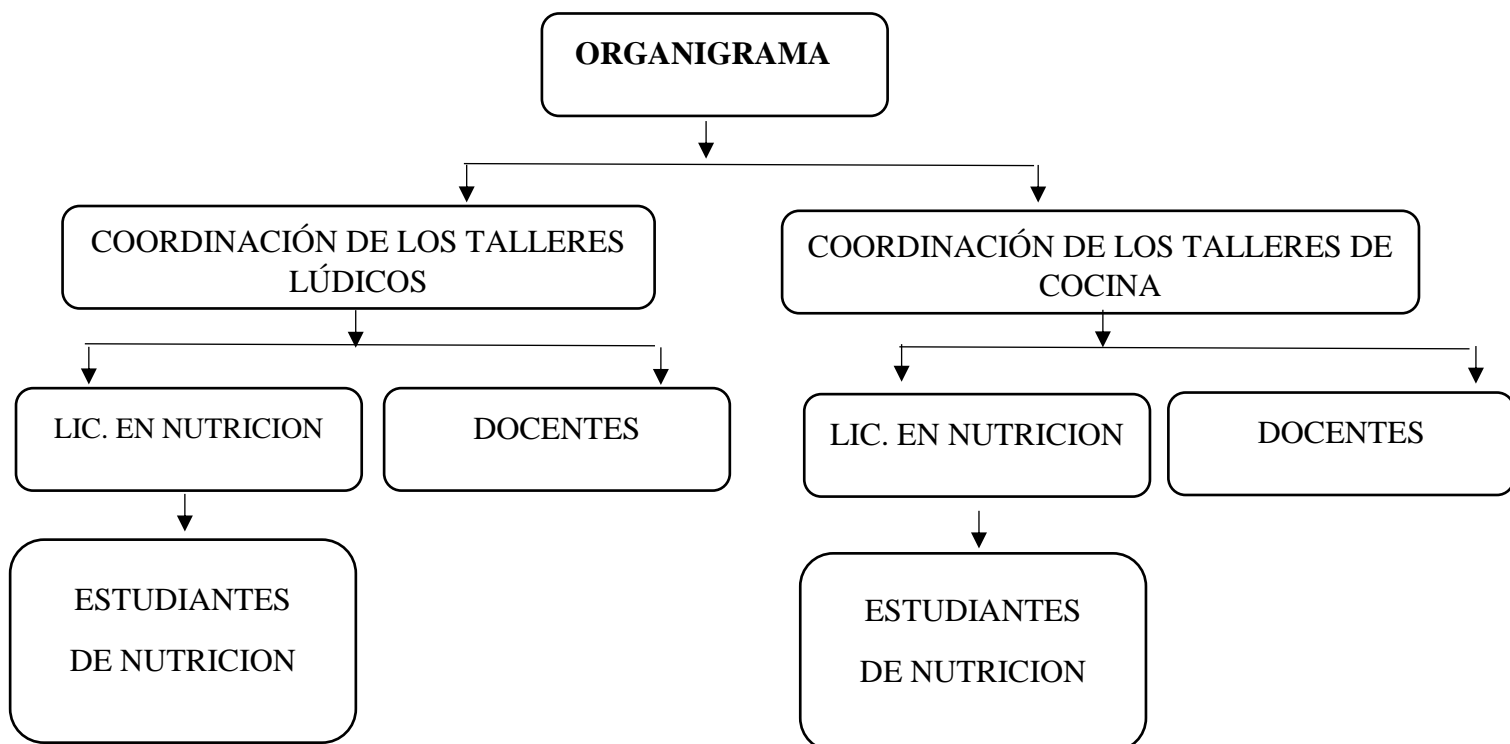 ORGANIGRAMA
COORDINACIÓN DE LOS TALLERES
LÚDICOS
COORDINACIÓN DE LOS TALLERES DE
COCINA
LIC. EN NUTRICION
DOCENTES
LIC. EN NUTRICION
DOCENTES
ESTUDIANTES
DE NUTRICION
ESTUDIANTES
DE NUTRICION